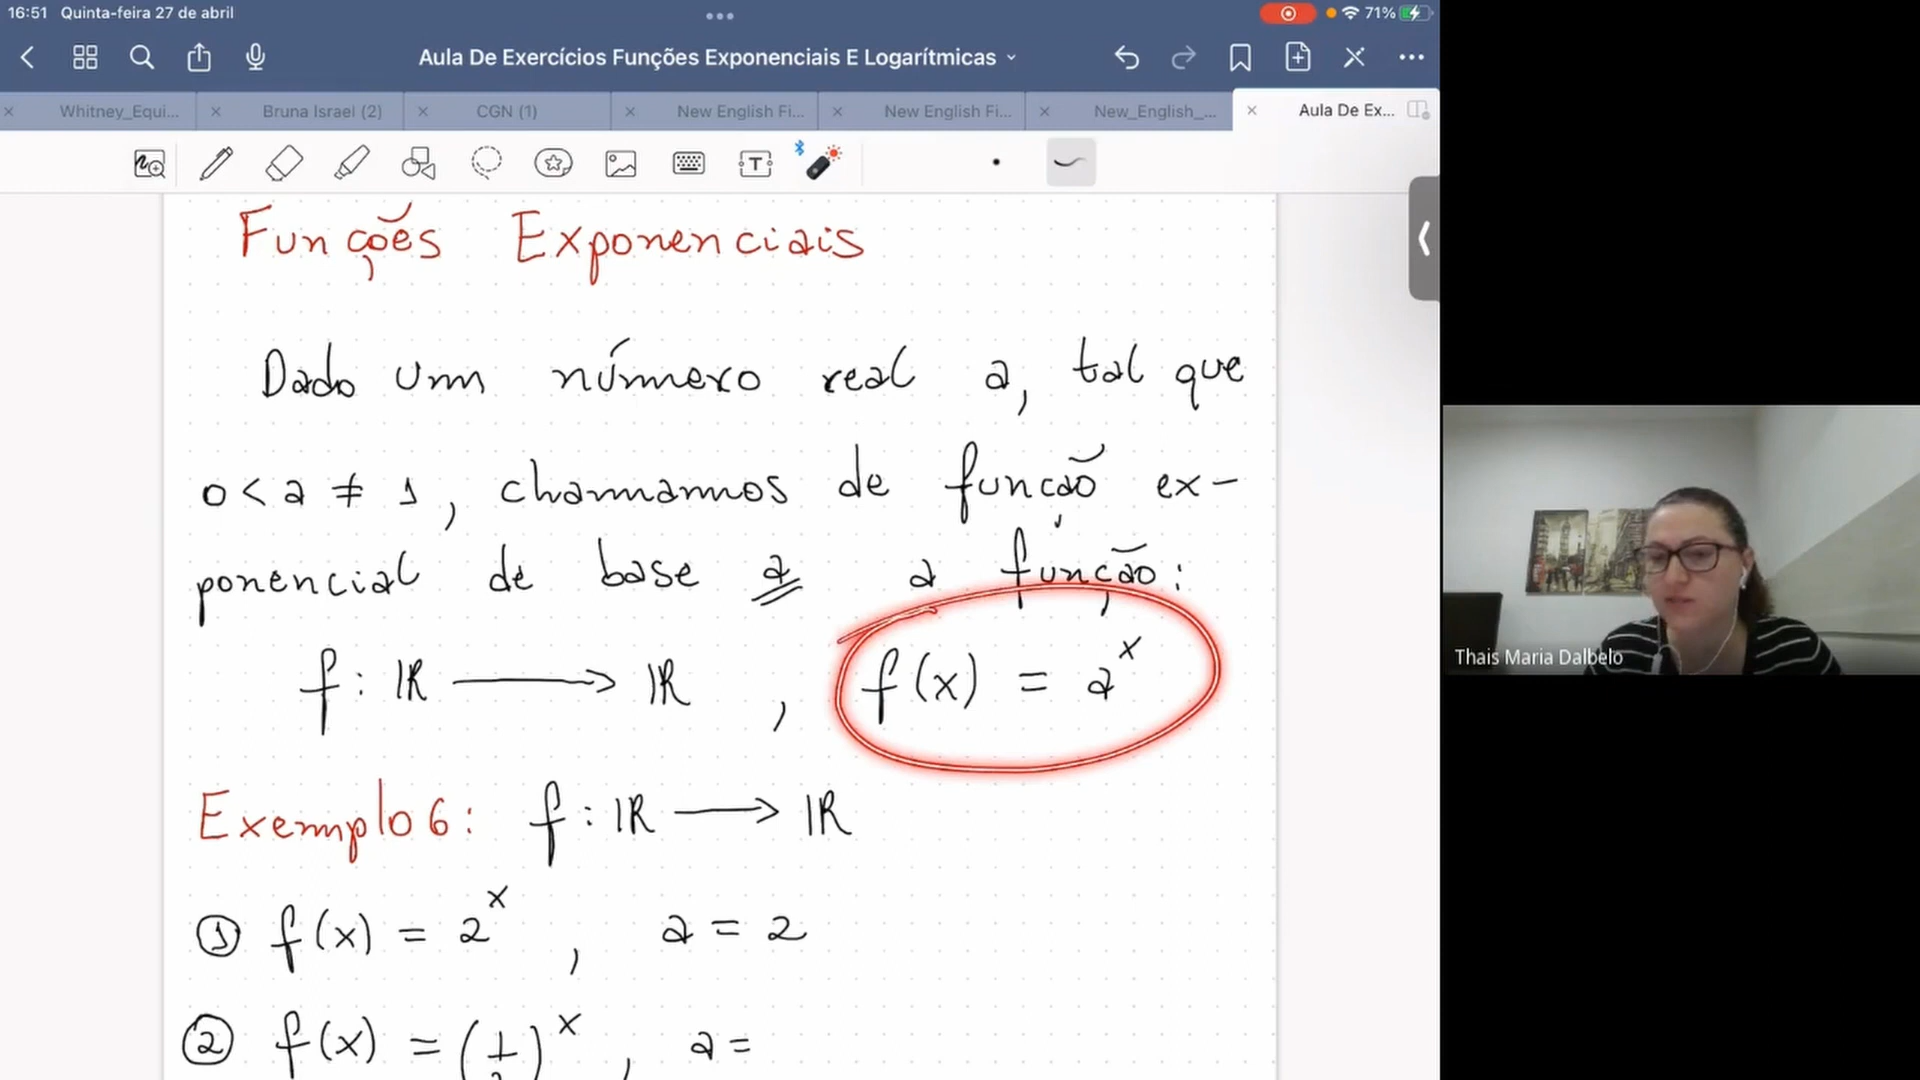 16:51 Quinta-feira 27 de abril
71%
Aula De Exercícios Funções Exponenciais E Logarítmicas
Whitney_Equi...
Bruna Israel (2)
CGN (1)
New English Fi...
New English Fi...
New_English_...
Aula De Ex...
Funções Exponenciais
Dado um número real a, tal que
0 < a ≠ 1, chamamos de função ex-
ponencial de base a a função:
f: ℝ ⟶ ℝ , f(x) = a^x
Exemplo 6: f: ℝ ⟶ ℝ
① f(x) = 2^x , a = 2
② f(x) = (1/2)^x , a =
Thais Maria Dalbelo